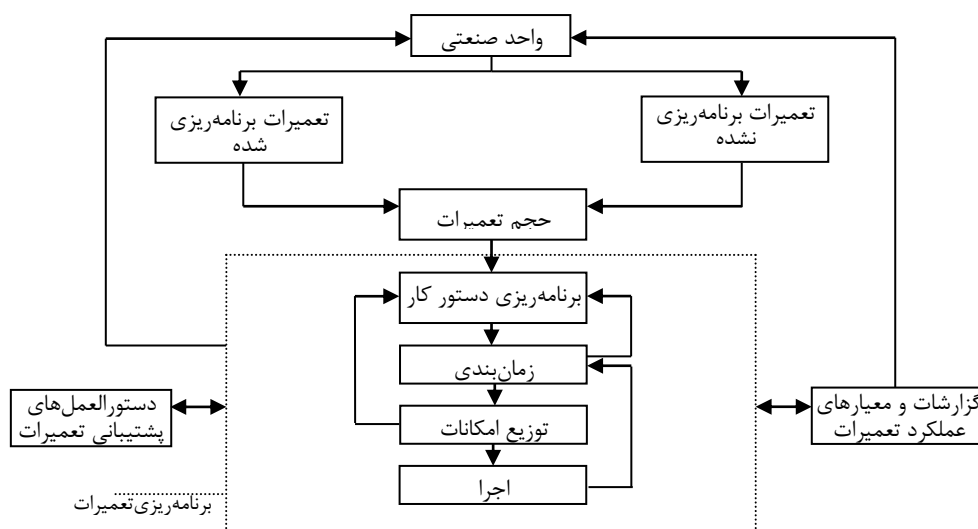 واحد صنعتی
تعمیرات برنامه‌ریزی
نشده
تعمیرات برنامه‌ریزی
شده
حجم تعمیرات
برنامه‌ریزی دستور کار
زمان‌بندی
گزارشات و معیارهای
عملکرد تعمیرات
دستورالعمل‌های
پشتیبانی تعمیرات
توزیع امکانات
اجرا
برنامه‌ریزی‌تعمیرات